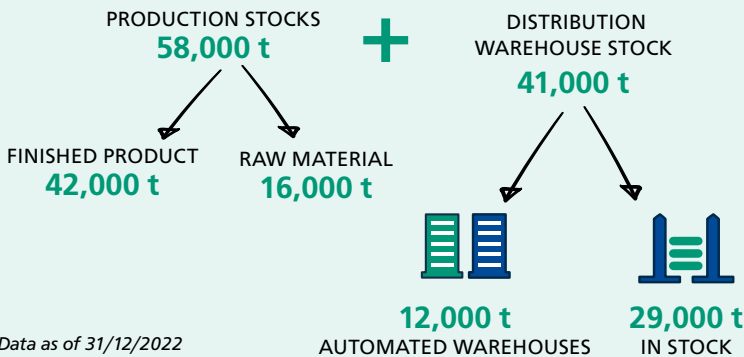 PRODUCTION STOCKS
58,000 t
+
DISTRIBUTION
WAREHOUSE STOCK
41,000 t
FINISHED PRODUCT
42,000 t
RAW MATERIAL
16,000 t
12,000 t
AUTOMATED WAREHOUSES
29,000 t
IN STOCK
Data as of 31/12/2022